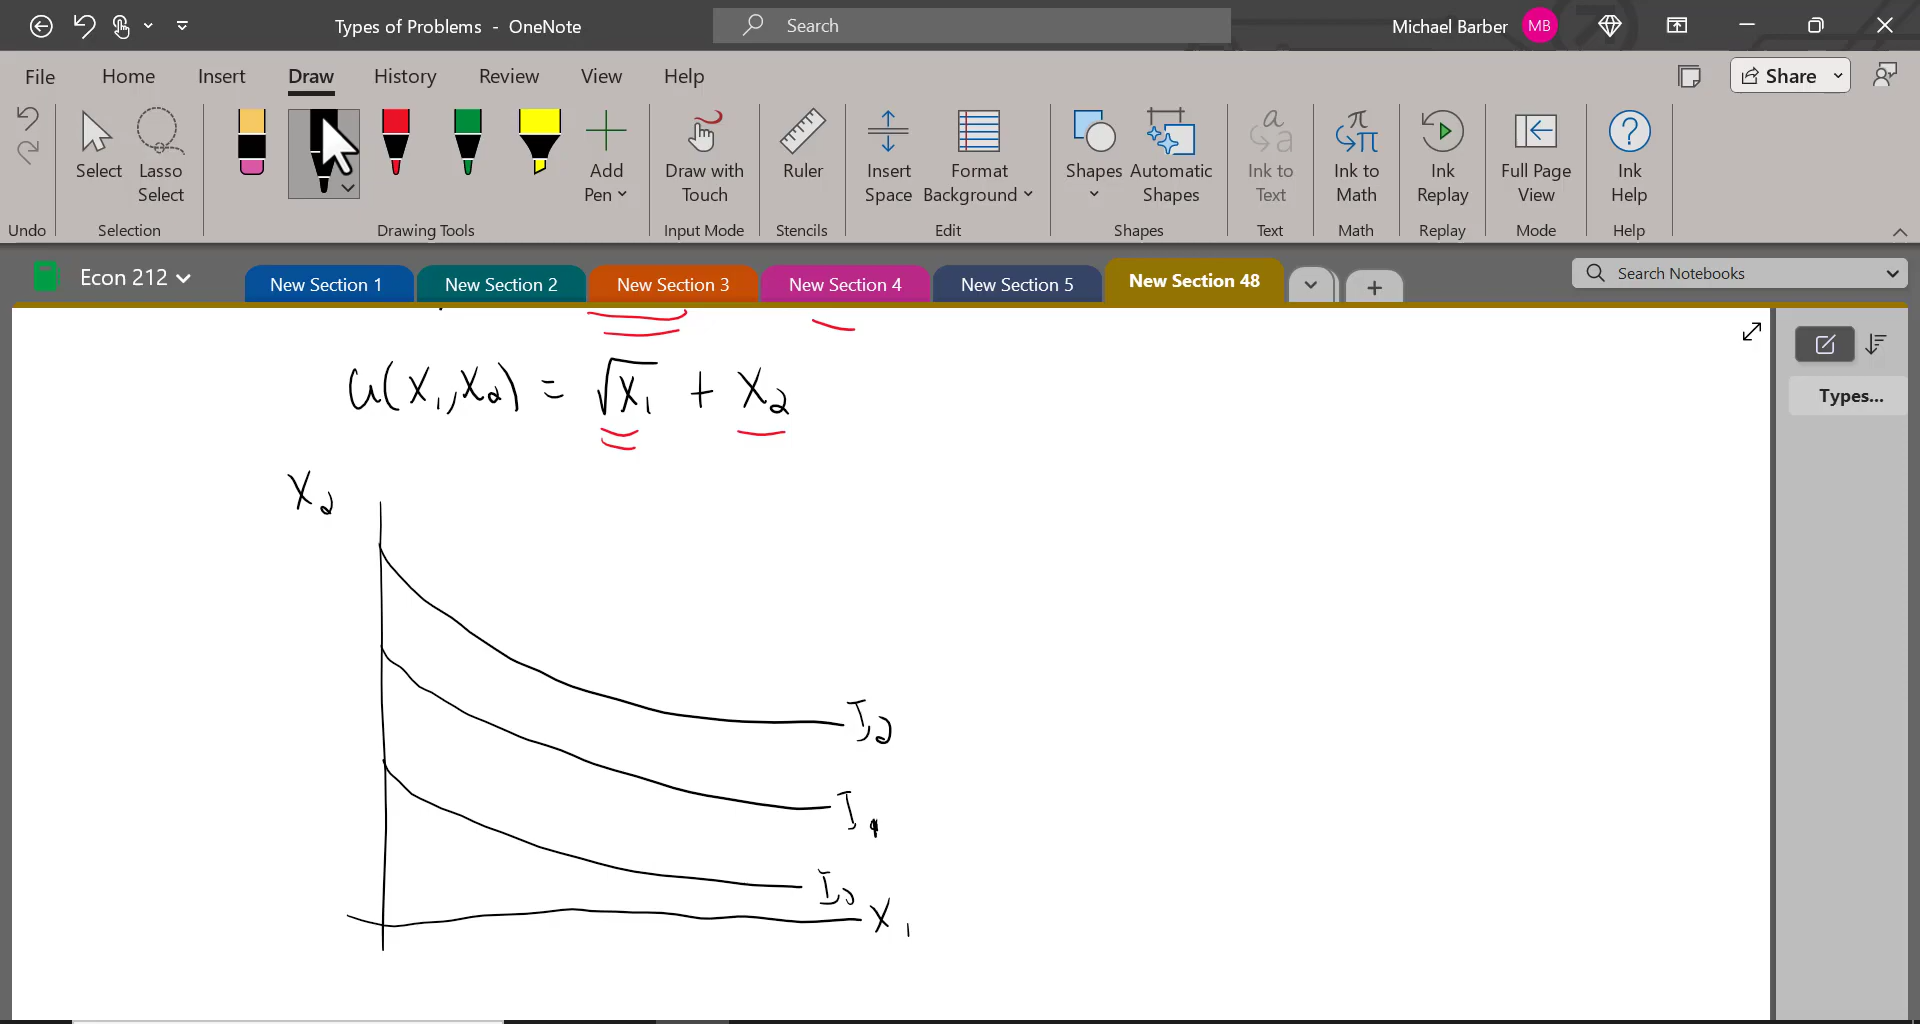 Types of Problems - OneNote
Search
Michael Barber
MB
File Home Insert Draw History Review View Help
Share
Select
Lasso Select
Add Pen
Draw with Touch
Ruler
Insert Space
Format Background
Shapes
Automatic Shapes
Ink to Text
Ink to Math
Ink Replay
Full Page View
Ink Help
Undo Selection Drawing Tools Input Mode Stencils Edit Shapes Text Math Replay Mode Help
Econ 212
New Section 1 New Section 2 New Section 3 New Section 4 New Section 5 New Section 48
Search Notebooks
Types...
u(x₁,x₂) = √x₁ + x₂
x₂
I₂
I₁
I₀
x₁